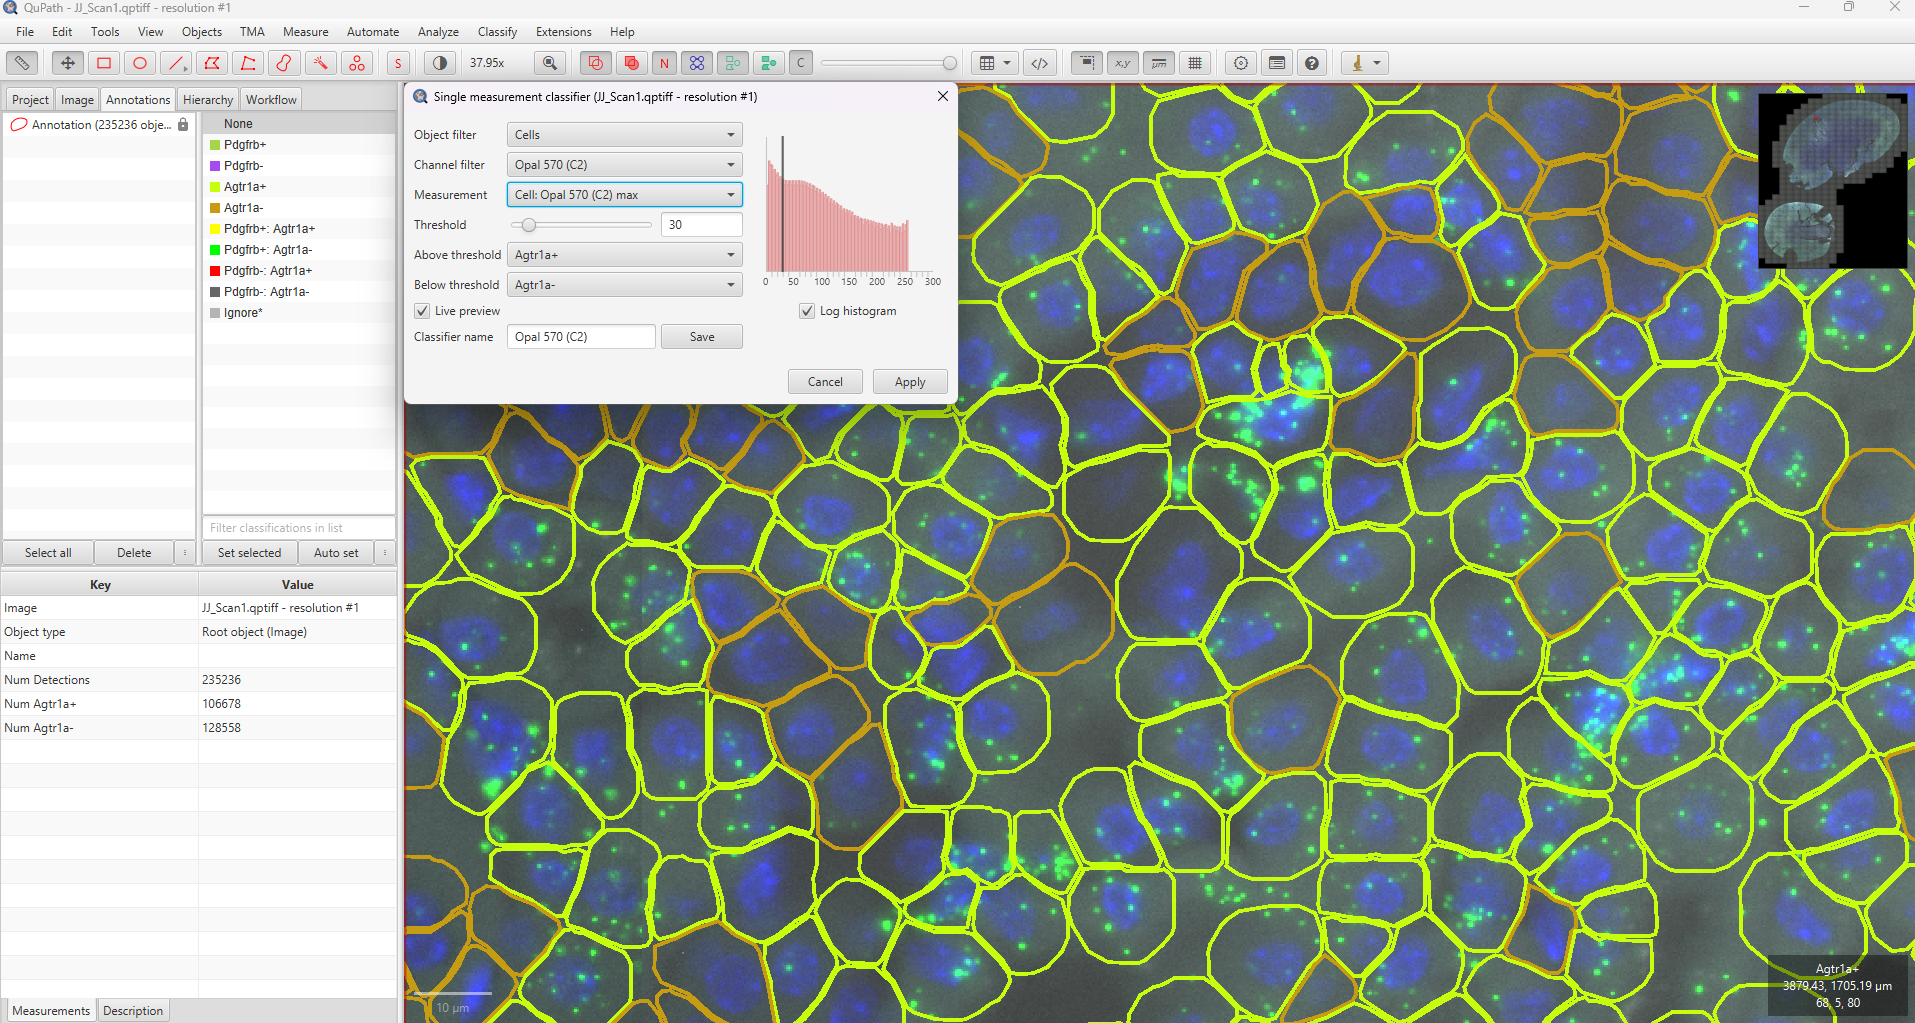 QuPath - JJ_Scan1.qptiff - resolution #1
File Edit Tools View Objects TMA Measure Automate Analyze Classify Extensions Help
S 37.95x N C </> x,y μm
Project Image Annotations Hierarchy Workflow
Annotation (235236 obje...
None
Pdgfrb+
Pdgfrb-
Agtr1a+
Agtr1a-
Pdgfrb+: Agtr1a+
Pdgfrb+: Agtr1a-
Pdgfrb-: Agtr1a+
Pdgfrb-: Agtr1a-
Ignore*
Filter classifications in list
Select all Delete Set selected Auto set
Key Value
Image JJ_Scan1.qptiff - resolution #1
Object type Root object (Image)
Name
Num Detections 235236
Num Agtr1a+ 106678
Num Agtr1a- 128558
Measurements Description
Single measurement classifier (JJ_Scan1.qptiff - resolution #1)
Object filter Cells
Channel filter Opal 570 (C2)
Measurement Cell: Opal 570 (C2) max
Threshold 30
Above threshold Agtr1a+
Below threshold Agtr1a-
0 50 100 150 200 250 300
Live preview Log histogram
Classifier name Opal 570 (C2) Save
Cancel Apply
10 μm
Agtr1a+
3879.43, 1705.19 μm
68, 5, 80